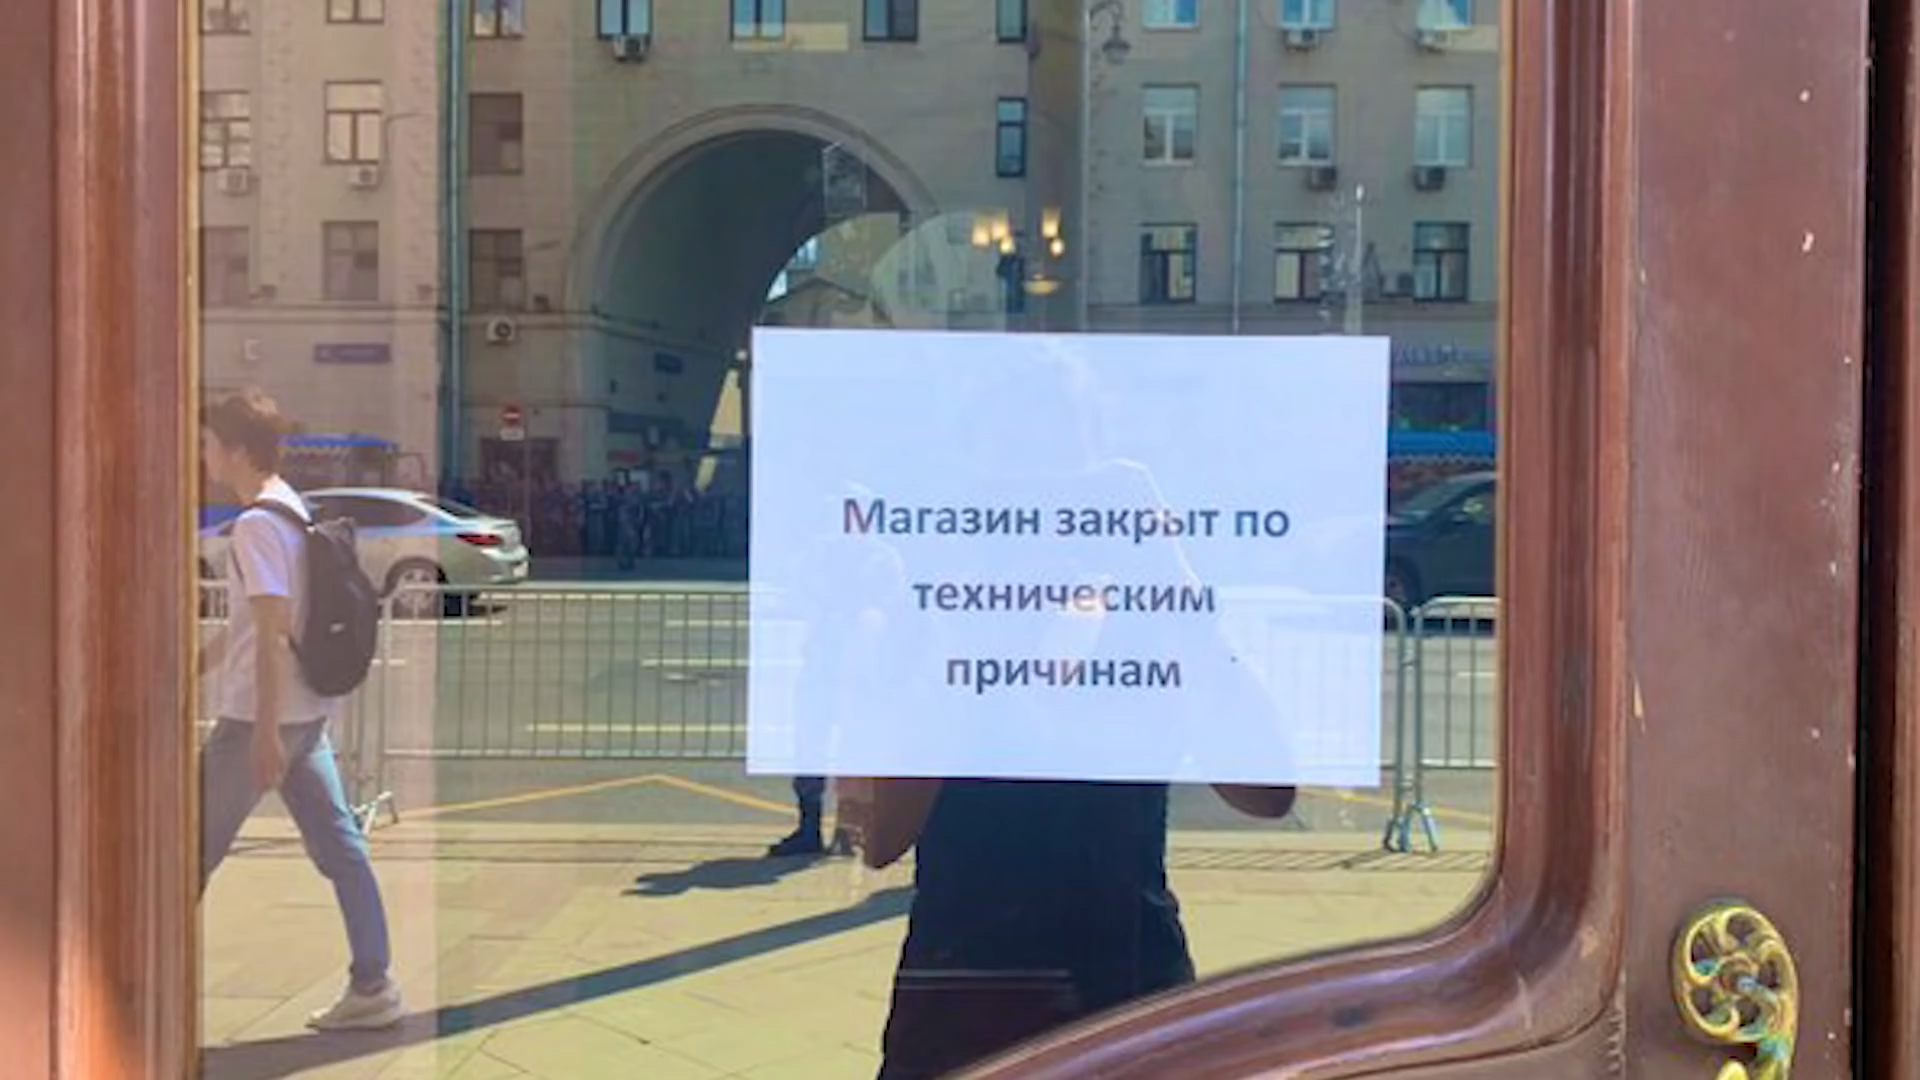 Магазин закрыт по
техническим
причинам